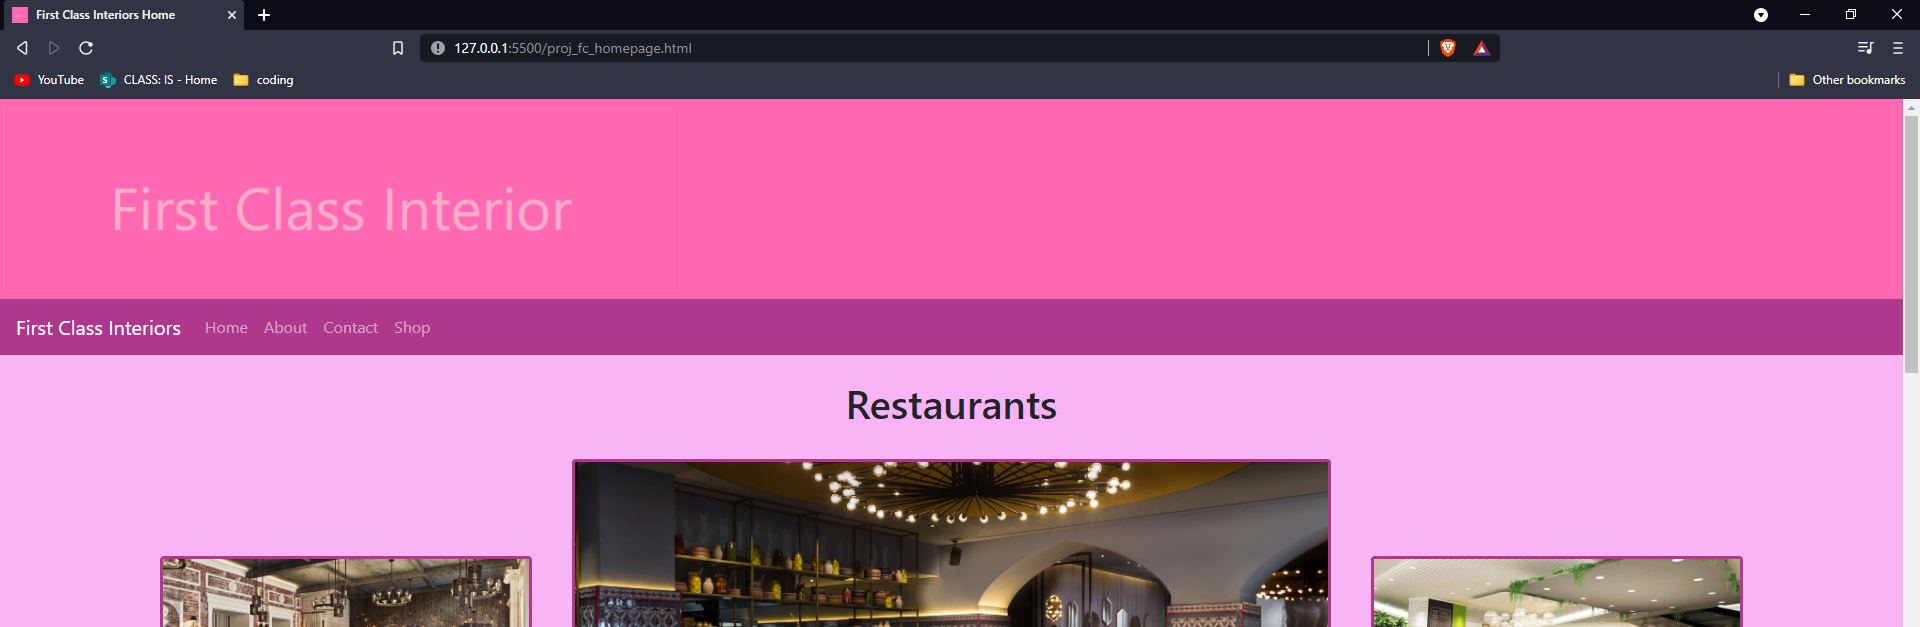 First Class Interiors Home
127.0.0.1:5500/proj_fc_homepage.html
YouTube CLASS: IS - Home coding Other bookmarks
First Class Interior
First Class Interiors Home About Contact Shop
Restaurants